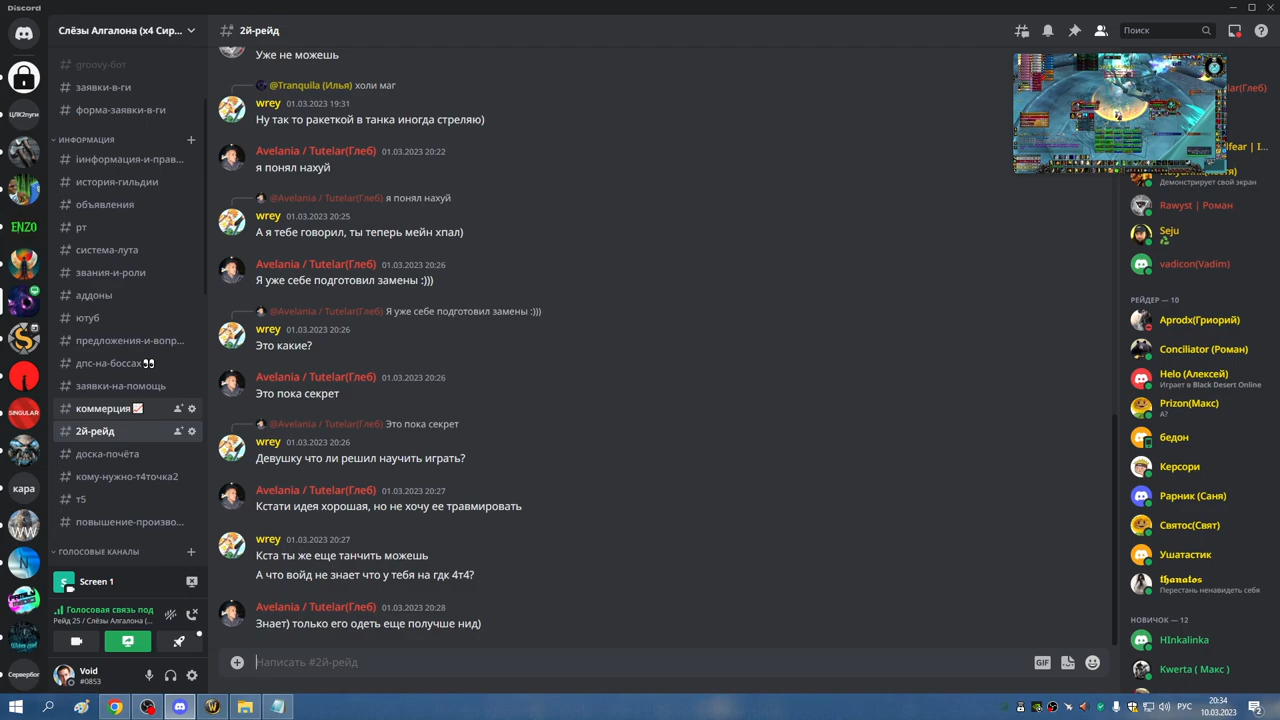 Discord
Слёзы Алгалона (x4 Сир...
groovy-бот
заявки-в-ги
форма-заявки-в-ги
ИНФОРМАЦИЯ
информация-и-прав...
история-гильдии
объявления
рт
система-лута
звания-и-роли
аддоны
ютуб
предложения-и-вопр...
дпс-на-боссах👀
заявки-на-помощь
коммерция 📈
2й-рейд
доска-почёта
кому-нужно-т4точка2
т5
повышение-произво...
ГОЛОСОВЫЕ КАНАЛЫ
ЦЛК2пуги
ENZO
SINGULAR
кара
WW
Сервербог
Screen 1
Голосовая связь под
Рейд 25 / Слёзы Алгалона (...
Void
#0853
2й-рейд
Поиск
Уже не можешь
@Tranquila (Илья) холи маг
wrey 01.03.2023 19:31
Ну так то ракеткой в танка иногда стреляю)
Avelania / Tutelar(Глеб) 01.03.2023 20:22
я понял нахуй
@Avelania / Tutelar(Глеб) я понял нахуй
wrey 01.03.2023 20:25
А я тебе говорил, ты теперь мейн хпал)
Avelania / Tutelar(Глеб) 01.03.2023 20:26
Я уже себе подготовил замены :)))
@Avelania / Tutelar(Глеб) Я уже себе подготовил замены :)))
wrey 01.03.2023 20:26
Это какие?
Avelania / Tutelar(Глеб) 01.03.2023 20:26
Это пока секрет
@Avelania / Tutelar(Глеб) Это пока секрет
wrey 01.03.2023 20:26
Девушку что ли решил научить играть?
Avelania / Tutelar(Глеб) 01.03.2023 20:27
Кстати идея хорошая, но не хочу ее травмировать
wrey 01.03.2023 20:27
Кста ты же еще танчить можешь
А что войд не знает что у тебя на гдк 4т4?
Avelania / Tutelar(Глеб) 01.03.2023 20:28
Знает) только его одеть еще получше нид)
Написать #2й-рейд
GIF
lar(Глеб)
fear | I...
Демонстрирует свой экран
Rawyst | Роман
Seju
vadicon(Vadim)
РЕЙДЕР — 10
Aprodx(Гриорий)
Conciliator (Роман)
Helo (Алексей)
Играет в Black Desert Online
Prizon(Макс)
А?
бедон
Керсори
Рарник (Саня)
Святос(Свят)
Ушатастик
thanatos
Перестань ненавидеть себя
НОВИЧОК — 12
HInkalinka
Kwerta ( Макс )
РУС
20:34
10.03.2023
2